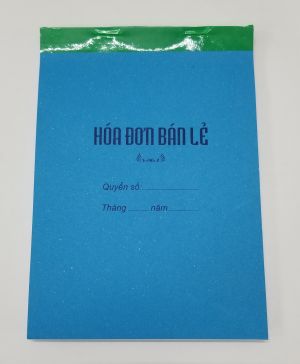 HÓA ĐƠN BÁN LẺ
Quyển số:
Tháng năm